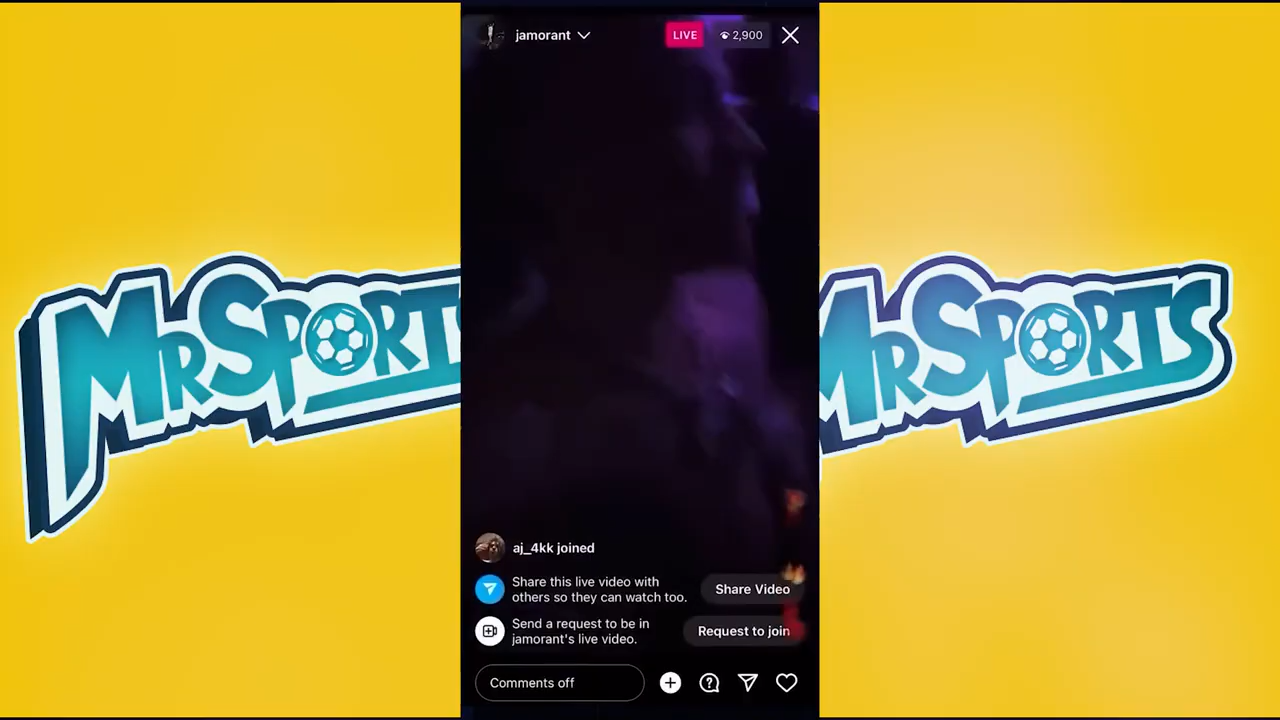 jamorant
LIVE
2,900
MRSPORTS
MRSPORTS
aj_4kk joined
Share this live video with
others so they can watch too.
Share Video
Send a request to be in
jamorant's live video.
Request to join
Comments off